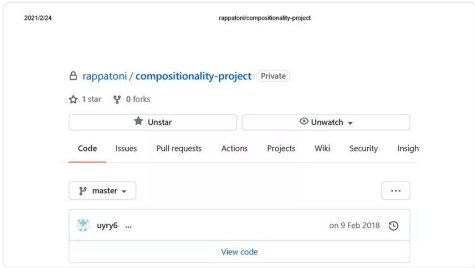 2021/2/24 rappatoni/compositionality-project
rappatoni / compositionality-project Private
1 star 0 forks
Unstar Unwatch
Code Issues Pull requests Actions Projects Wiki Security Insigh
master ...
uyry6 ... on 9 Feb 2018
View code